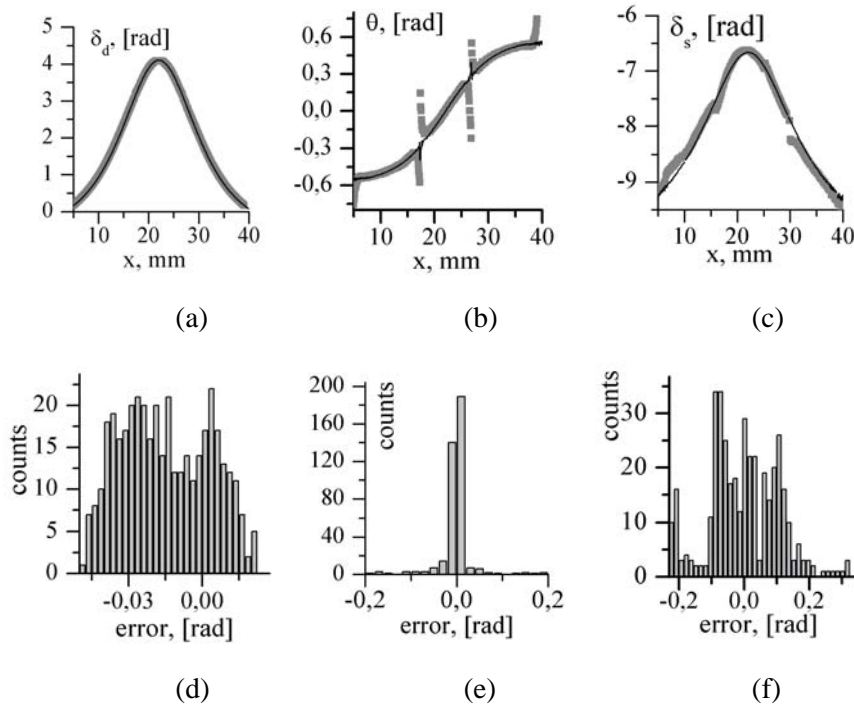 δd, [rad]
5
4
3
2
1
0
10 20 30 40
x, mm
(a)
θ, [rad]
0,6
0,3
0,0
-0,3
-0,6
10 20 30 40
x, mm
(b)
δs, [rad]
-6
-7
-8
-9
10 20 30 40
x, mm
(c)
counts
20
15
10
5
0
-0,03 0,00
error, [rad]
(d)
counts
200
160
120
80
40
0
-0,2 0,0 0,2
error, [rad]
(e)
counts
30
20
10
0
-0,2 0,0 0,2
error, [rad]
(f)